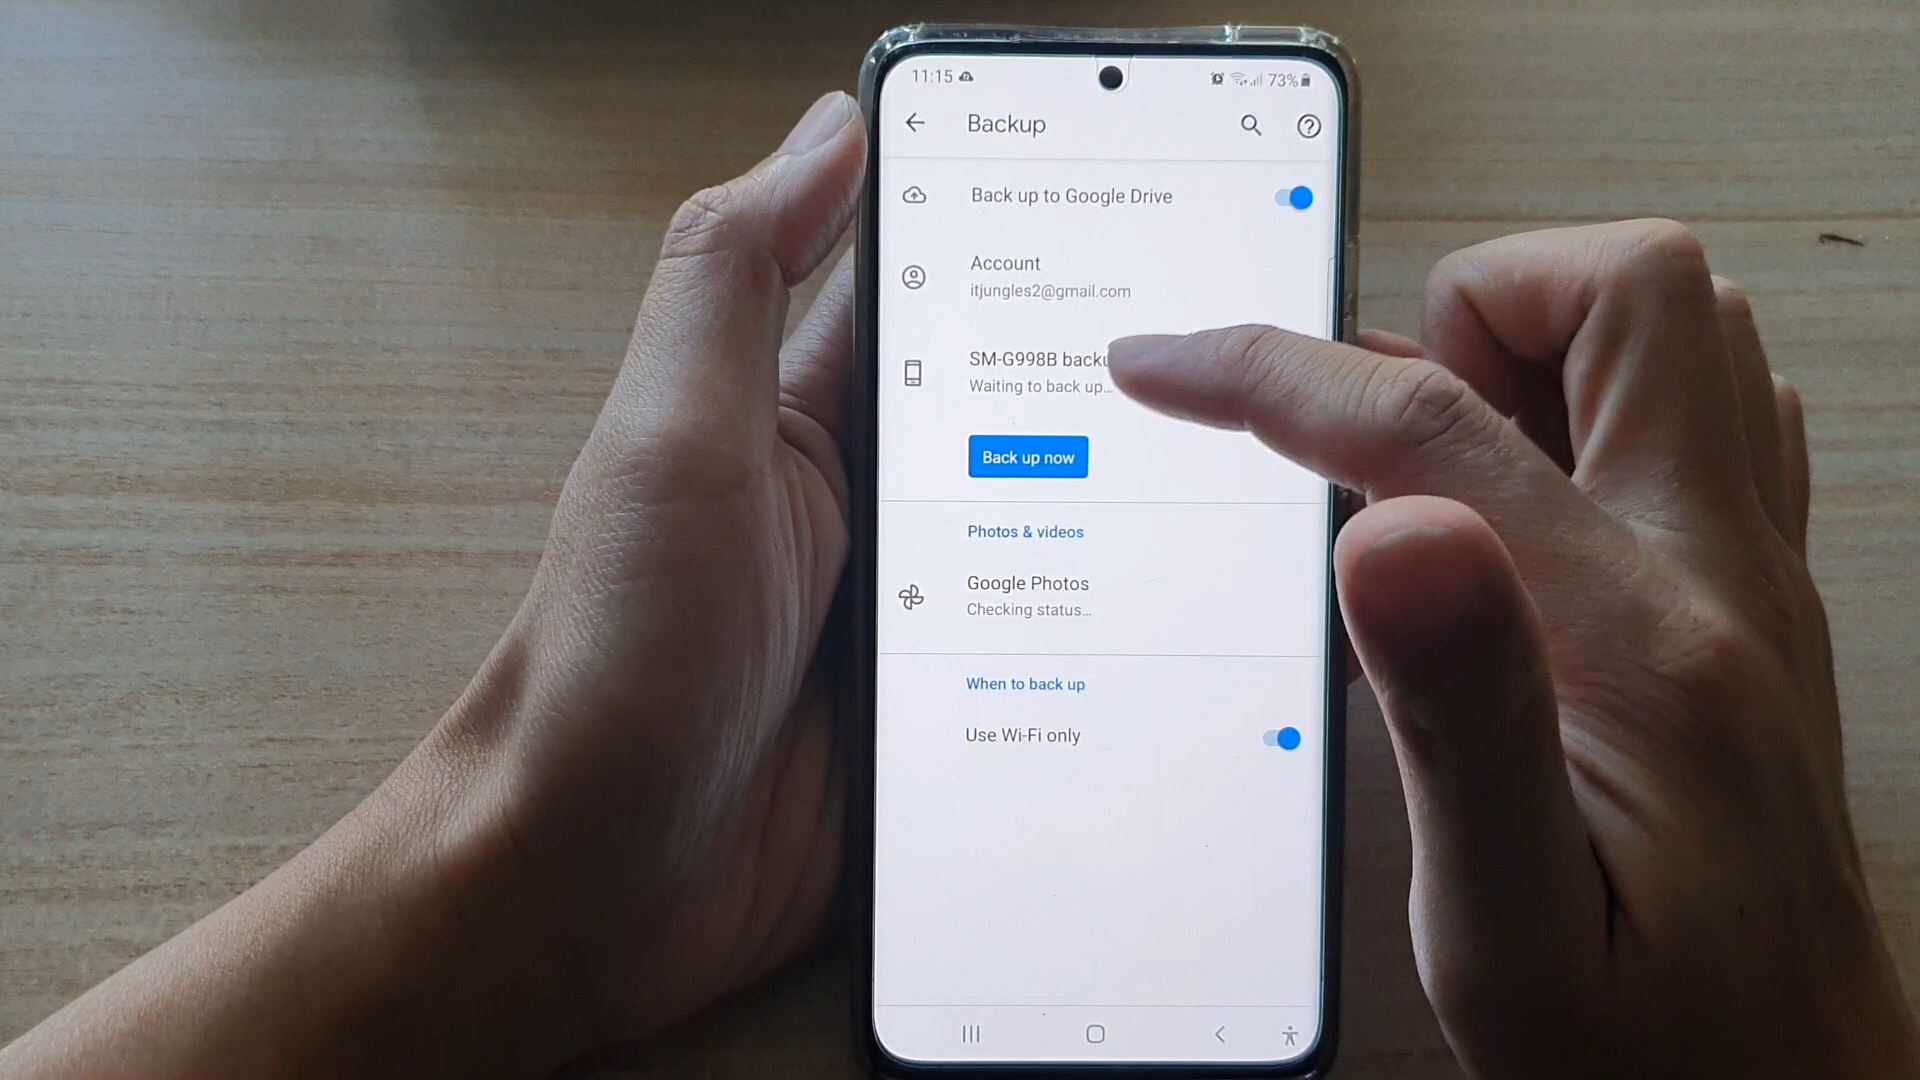 11:15
73%
Backup
Back up to Google Drive
Account
itjungles2@gmail.com
SM-G998B
Waiting to back up...
Back up now
Photos & videos
Google Photos
Checking status...
When to back up
Use Wi-Fi only